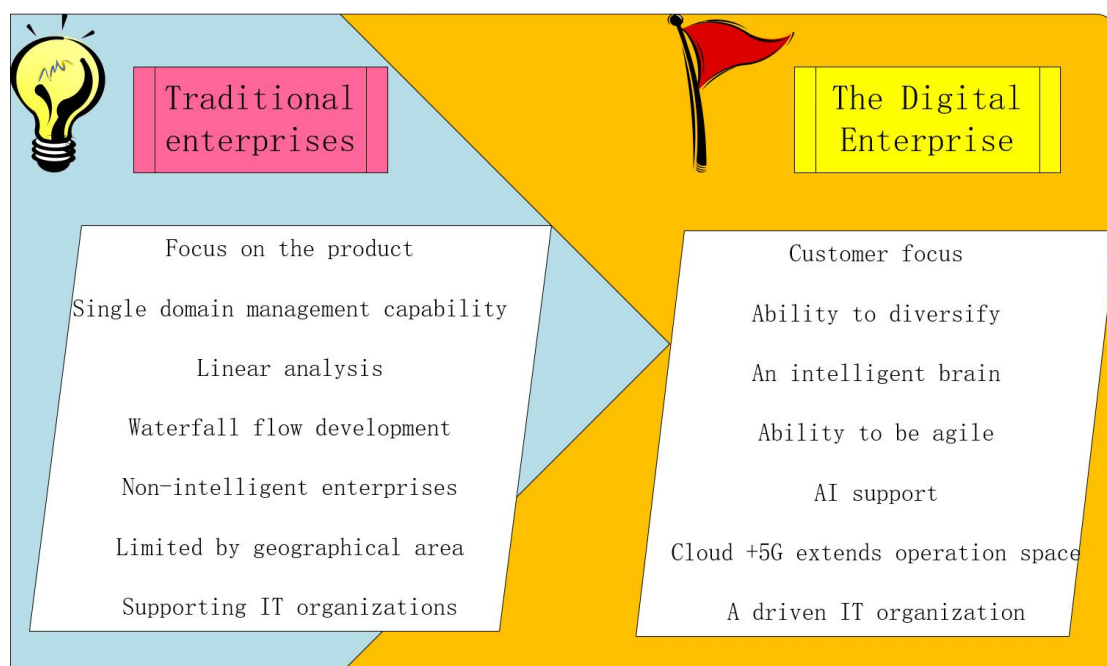 Traditional
enterprises
Focus on the product
Single domain management capability
Linear analysis
Waterfall flow development
Non-intelligent enterprises
Limited by geographical area
Supporting IT organizations
The Digital
Enterprise
Customer focus
Ability to diversify
An intelligent brain
Ability to be agile
AI support
Cloud +5G extends operation space
A driven IT organization